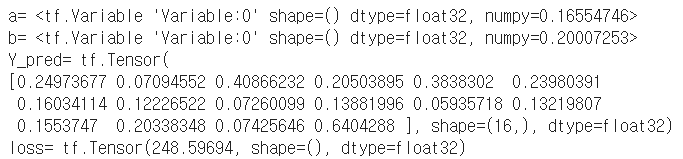 a= <tf.Variable 'Variable:0' shape=() dtype=float32, numpy=0.16554746>
b= <tf.Variable 'Variable:0' shape=() dtype=float32, numpy=0.20007253>
Y_pred= tf.Tensor(
[0.24973677 0.07094552 0.40866232 0.20503895 0.3838302  0.23980391
 0.16034114 0.12226522 0.07260099 0.13881996 0.05935718 0.13219807
 0.1553747  0.20338348 0.07425646 0.6404288 ], shape=(16,), dtype=float32)
loss= tf.Tensor(248.59694, shape=(), dtype=float32)